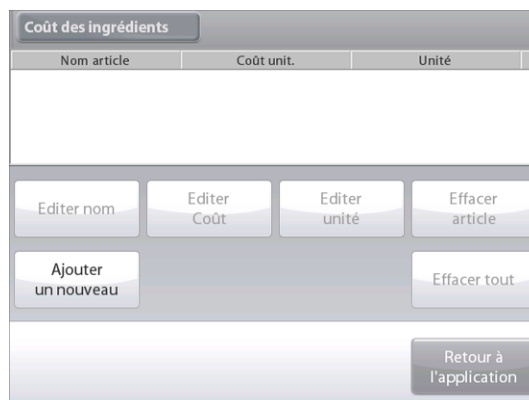 Coût des ingrédients
Nom article Coût unit. Unité
Editer nom
Editer
Coût
Editer
unité
Effacer
article
Ajouter
un nouveau
Effacer tout
Retour à
l'application